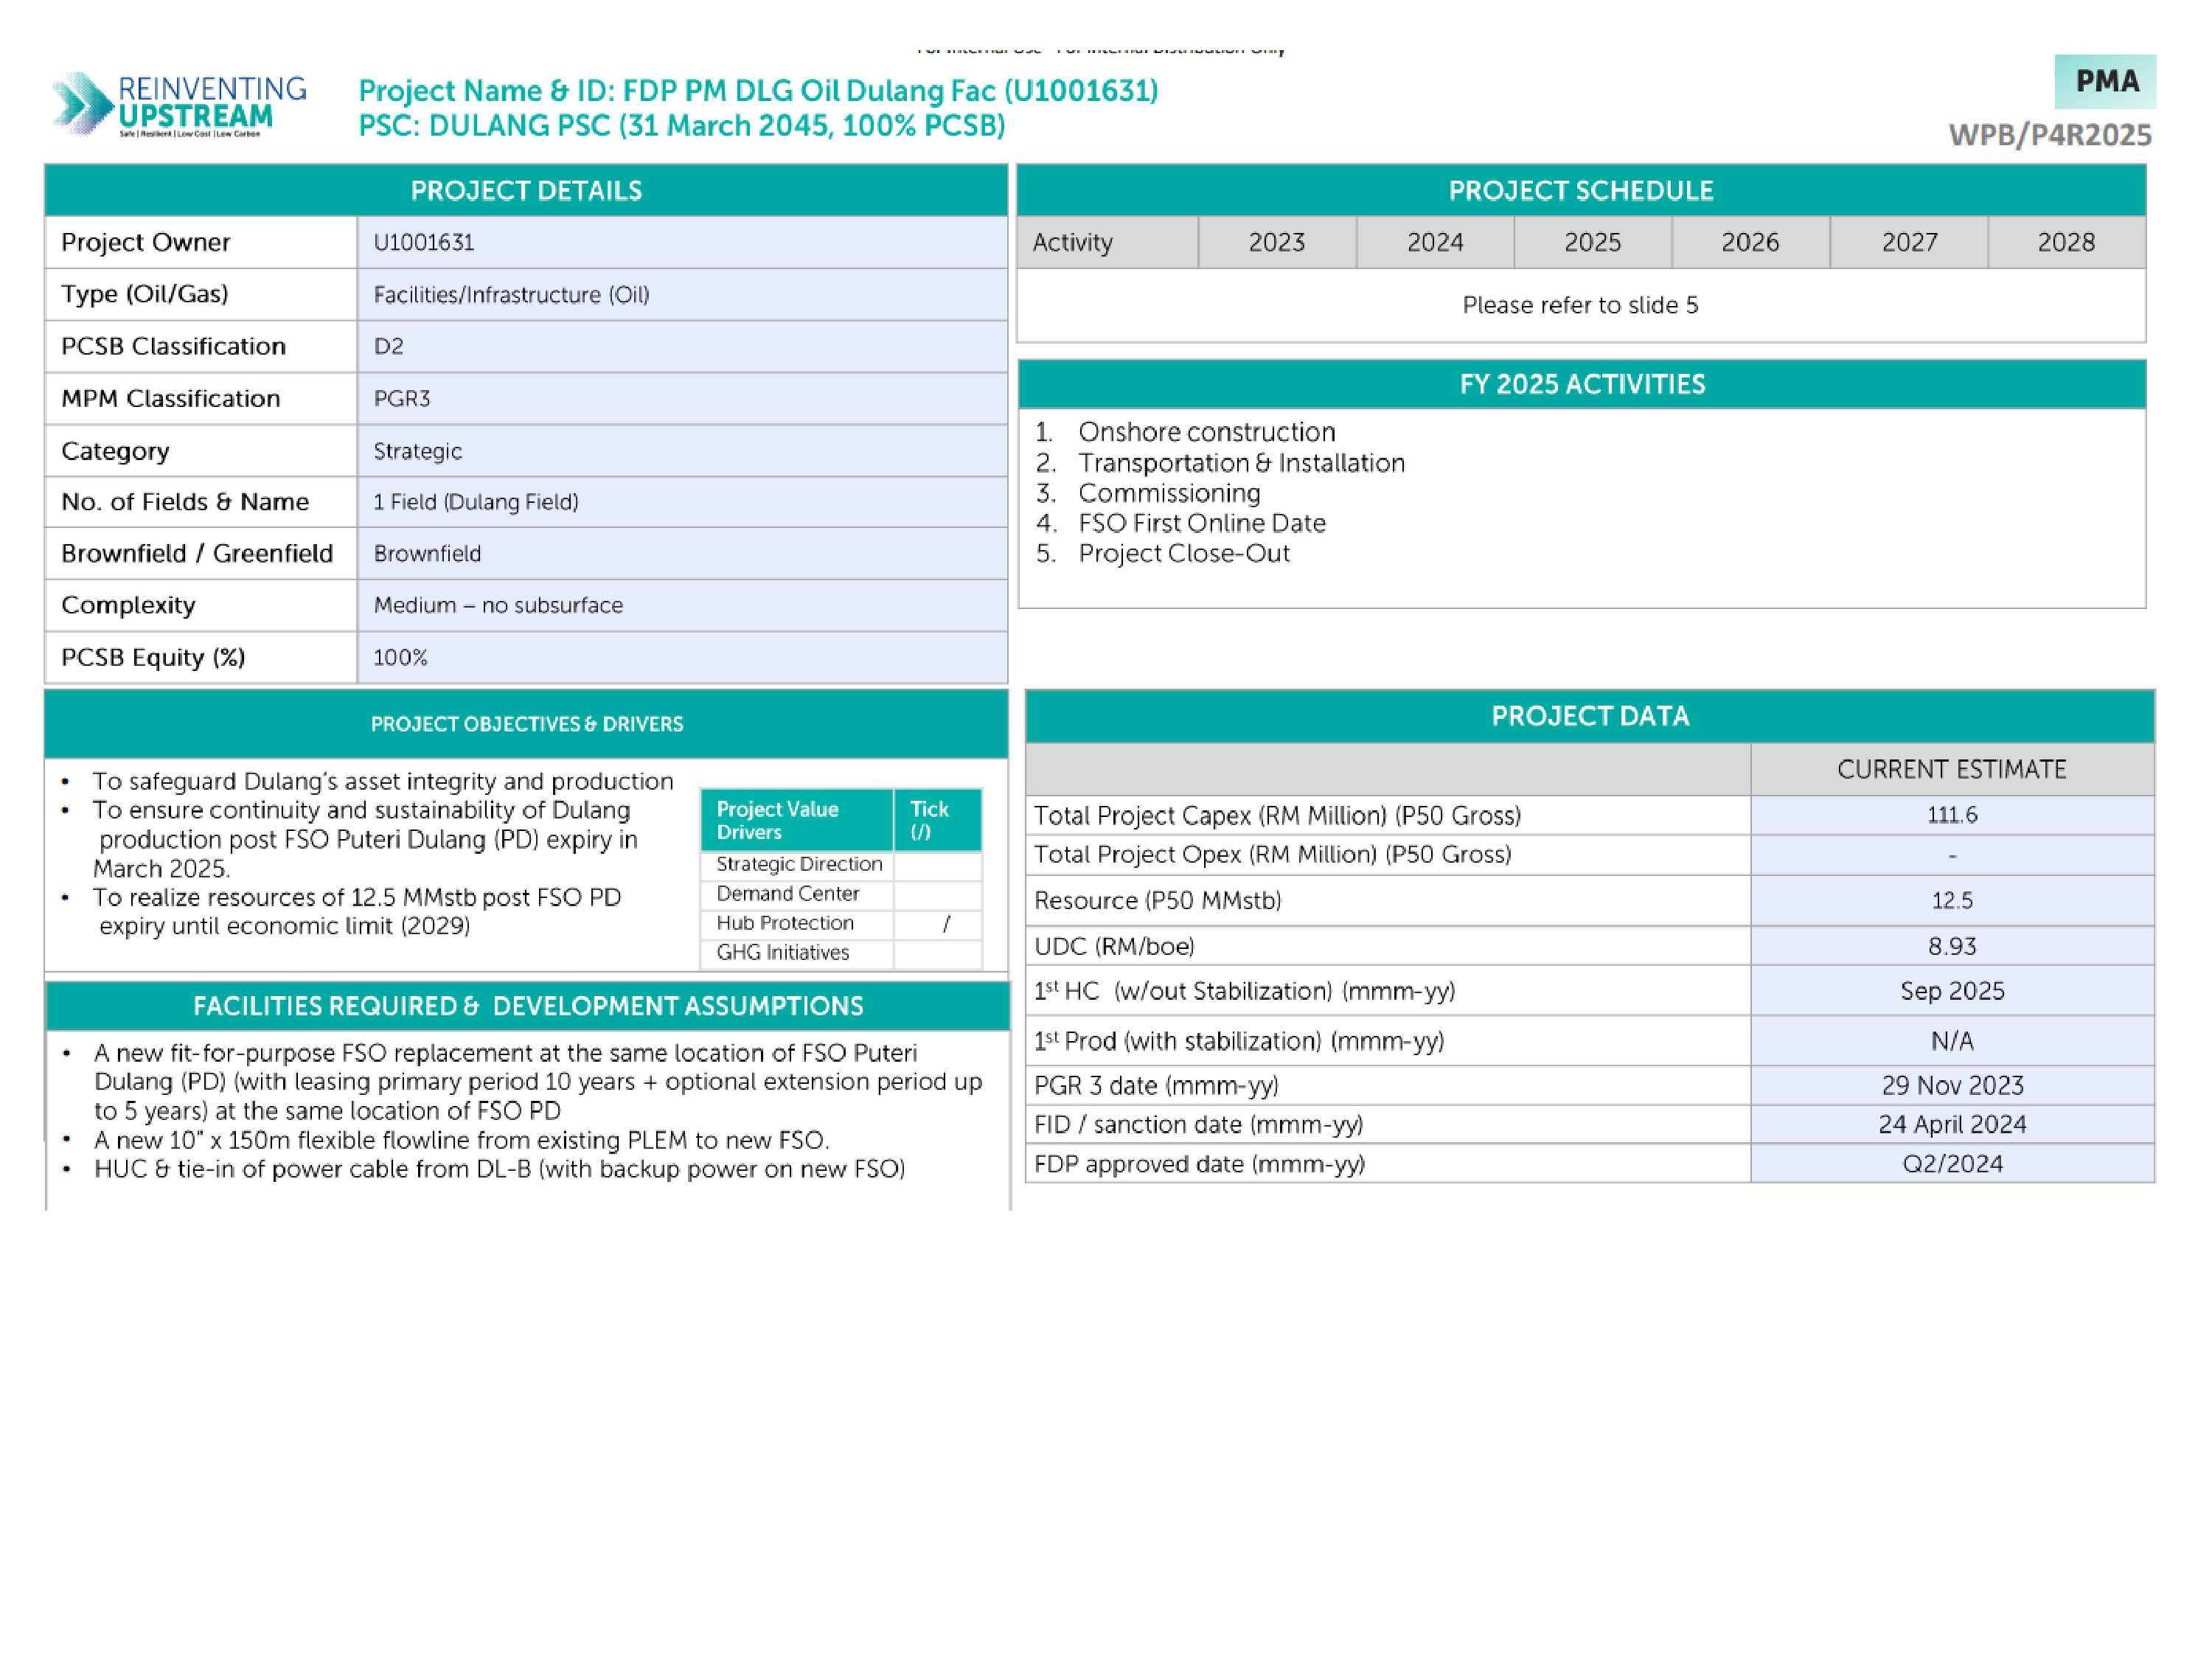 REINVENTING
UPSTREAM
Safe | Resilient | Low Cost | Low Carbon
Project Name & ID: FDP PM DLG Oil Dulang Fac (U1001631)
PSC: DULANG PSC (31 March 2045, 100% PCSB)
PMA
WPB/P4R2025
PROJECT DETAILS
Project Owner U1001631
Type (Oil/Gas) Facilities/Infrastructure (Oil)
PCSB Classification D2
MPM Classification PGR3
Category Strategic
No. of Fields & Name 1 Field (Dulang Field)
Brownfield / Greenfield Brownfield
Complexity Medium – no subsurface
PCSB Equity (%) 100%
PROJECT SCHEDULE
Activity 2023 2024 2025 2026 2027 2028
Please refer to slide 5
FY 2025 ACTIVITIES
1. Onshore construction
2. Transportation & Installation
3. Commissioning
4. FSO First Online Date
5. Project Close-Out
PROJECT OBJECTIVES & DRIVERS
• To safeguard Dulang's asset integrity and production
• To ensure continuity and sustainability of Dulang
production post FSO Puteri Dulang (PD) expiry in
March 2025.
• To realize resources of 12.5 MMstb post FSO PD
expiry until economic limit (2029)
Project Value Tick
Drivers (/)
Strategic Direction
Demand Center
Hub Protection /
GHG Initiatives
FACILITIES REQUIRED & DEVELOPMENT ASSUMPTIONS
• A new fit-for-purpose FSO replacement at the same location of FSO Puteri
Dulang (PD) (with leasing primary period 10 years + optional extension period up
to 5 years) at the same location of FSO PD
• A new 10" x 150m flexible flowline from existing PLEM to new FSO.
• HUC & tie-in of power cable from DL-B (with backup power on new FSO)
PROJECT DATA
CURRENT ESTIMATE
Total Project Capex (RM Million) (P50 Gross) 111.6
Total Project Opex (RM Million) (P50 Gross) -
Resource (P50 MMstb) 12.5
UDC (RM/boe) 8.93
1st HC (w/out Stabilization) (mmm-yy) Sep 2025
1st Prod (with stabilization) (mmm-yy) N/A
PGR 3 date (mmm-yy) 29 Nov 2023
FID / sanction date (mmm-yy) 24 April 2024
FDP approved date (mmm-yy) Q2/2024